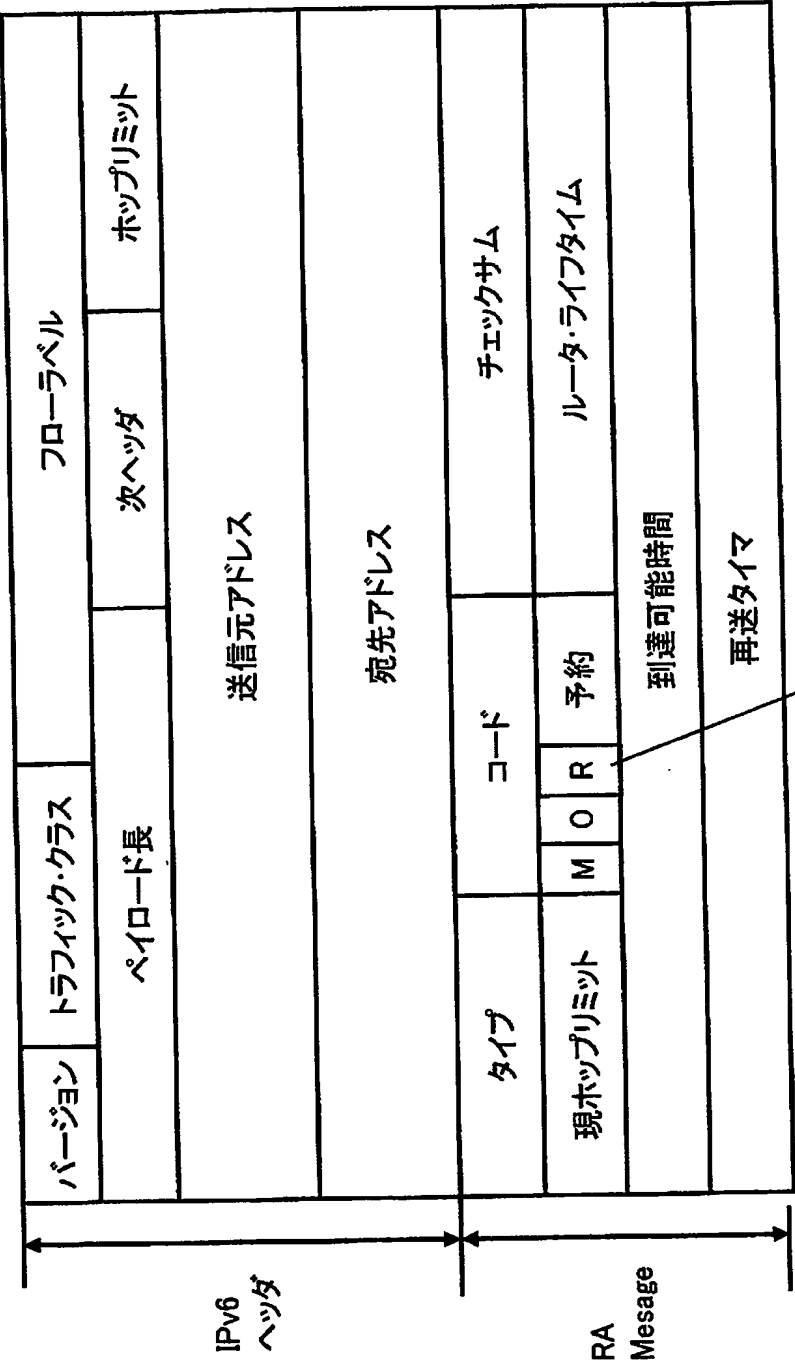 IPv6
ヘッダ
バージョン
トラフィック・クラス
フローラベル
ペイロード長
次ヘッダ
ホップリミット
送信元アドレス
宛先アドレス
RA
Mesage
タイプ
コード
チェックサム
現ホップリミット
M
O
R
予約
ルータ・ライフタイム
到達可能時間
再送タイマ